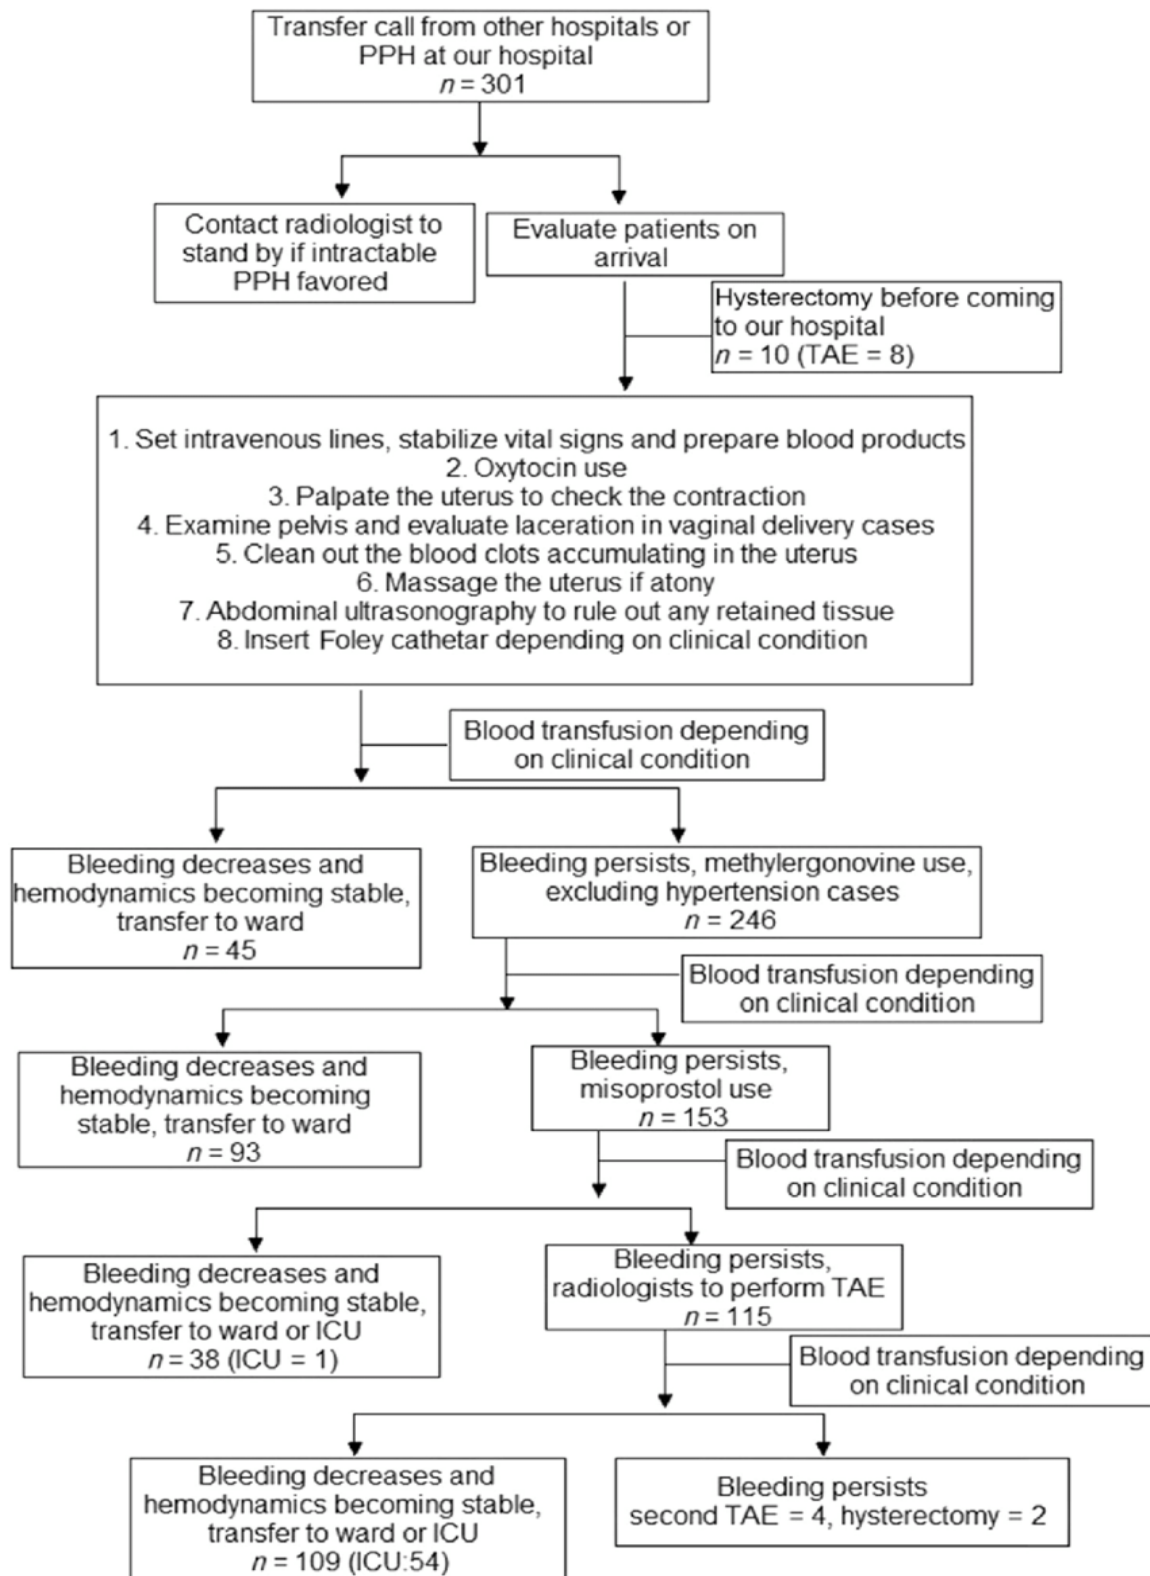 Transfer call from other hospitals or
PPH at our hospital
n = 301
Contact radiologist to
stand by if intractable
PPH favored
Evaluate patients on
arrival
Hysterectomy before coming
to our hospital
n = 10 (TAE = 8)
1. Set intravenous lines, stabilize vital signs and prepare blood products
2. Oxytocin use
3. Palpate the uterus to check the contraction
4. Examine pelvis and evaluate laceration in vaginal delivery cases
5. Clean out the blood clots accumulating in the uterus
6. Massage the uterus if atony
7. Abdominal ultrasonography to rule out any retained tissue
8. Insert Foley cathetar depending on clinical condition
Blood transfusion depending
on clinical condition
Bleeding decreases and
hemodynamics becoming stable,
transfer to ward
n = 45
Bleeding persists, methylergonovine use,
excluding hypertension cases
n = 246
Blood transfusion depending
on clinical condition
Bleeding decreases and
hemodynamics becoming
stable, transfer to ward
n = 93
Bleeding persists,
misoprostol use
n = 153
Blood transfusion depending
on clinical condition
Bleeding decreases and
hemodynamics becoming stable,
transfer to ward or ICU
n = 38 (ICU = 1)
Bleeding persists,
radiologists to perform TAE
n = 115
Blood transfusion depending
on clinical condition
Bleeding decreases and
hemodynamics becoming stable,
transfer to ward or ICU
n = 109 (ICU:54)
Bleeding persists
second TAE = 4, hysterectomy = 2